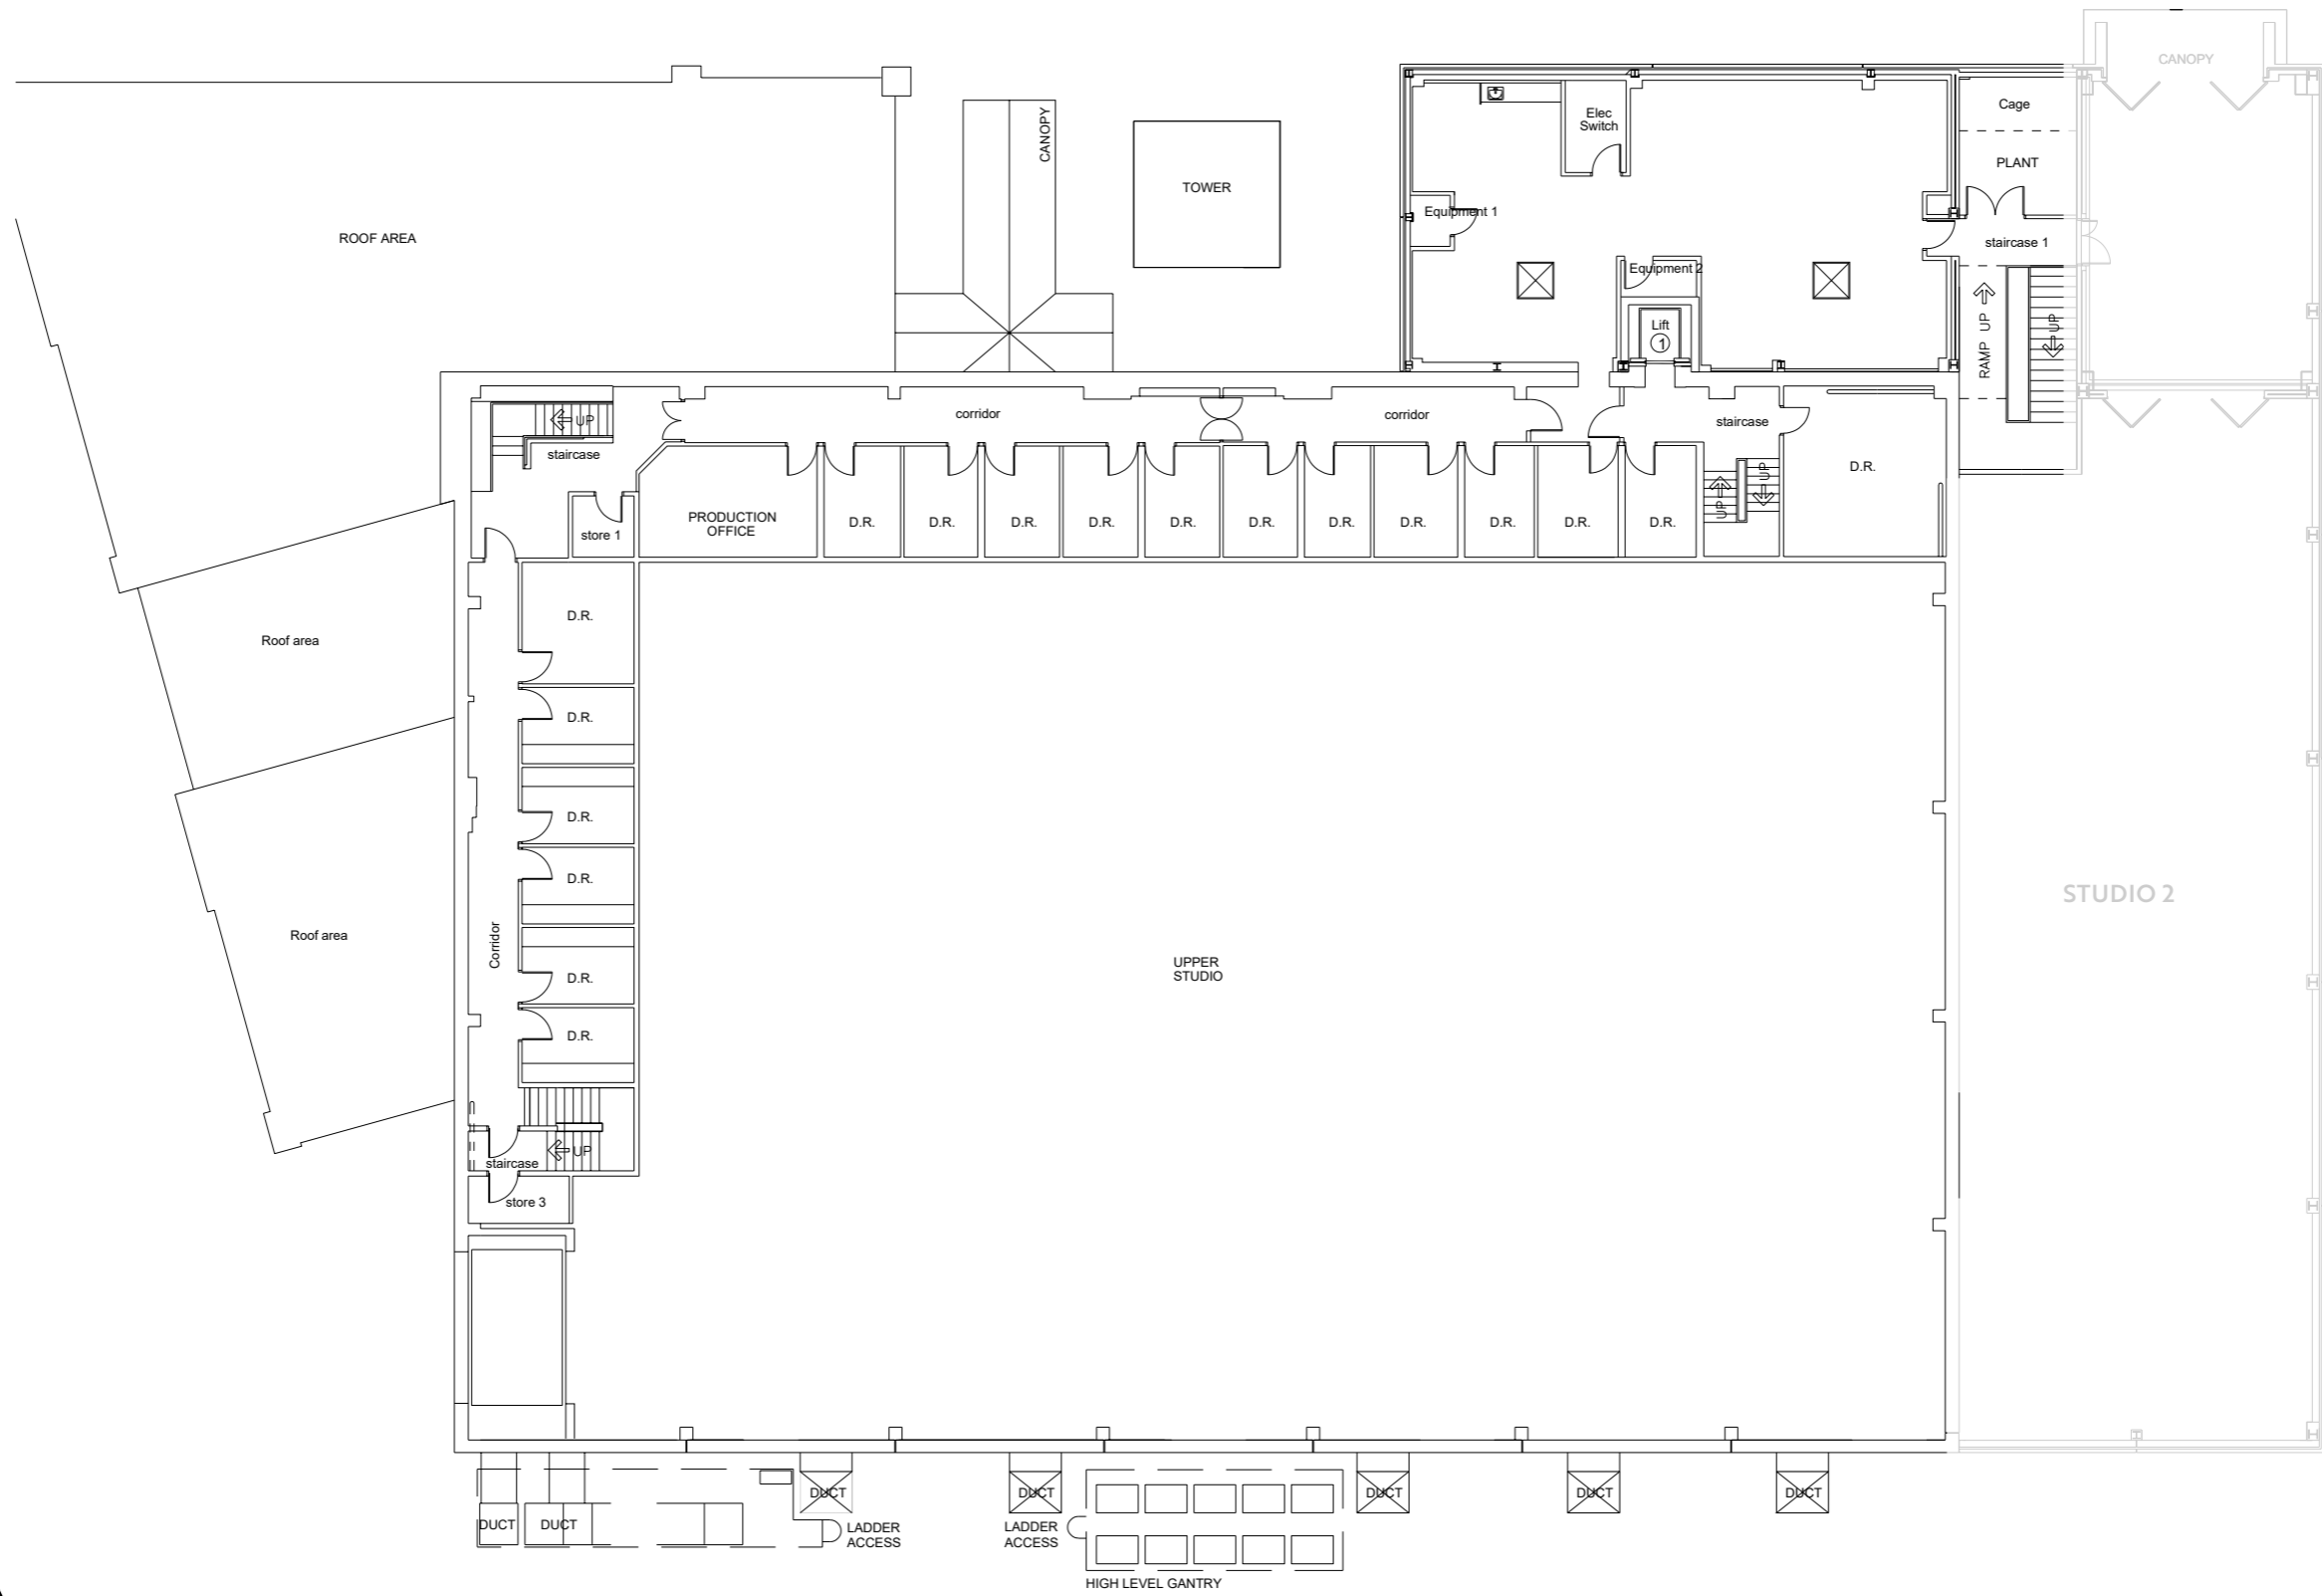 CANOPY
Cage
CANOPY
Elec
Switch
PLANT
TOWER
Equipment 1
ROOF AREA
staircase 1
Equipment 2
Lift
1
UP
RAMP UP
corridor
corridor
UP
staircase
staircase
D.R.
UP
UP
PRODUCTION
OFFICE
D.R.
D.R.
D.R.
D.R.
D.R.
D.R.
D.R.
D.R.
D.R.
D.R.
D.R.
store 1
D.R.
Roof area
D.R.
D.R.
D.R.
STUDIO 2
Roof area
Corridor
UPPER
STUDIO
D.R.
D.R.
UP
staircase
store 3
DUCT
DUCT
DUCT
DUCT
DUCT
DUCT
DUCT
LADDER
ACCESS
LADDER
ACCESS
HIGH LEVEL GANTRY